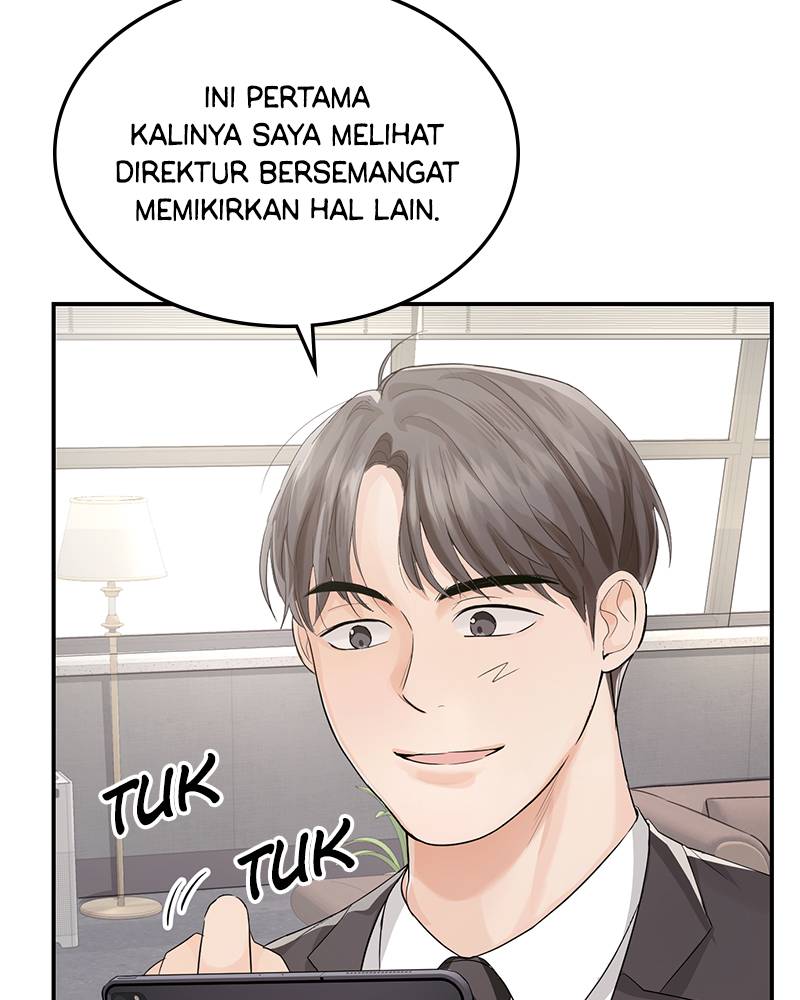 INI PERTAMA
KALINYA SAYA MELIHAT
DIREKTUR BERSEMANGAT
MEMIKIRKAN HAL LAIN.
TUK
TUK